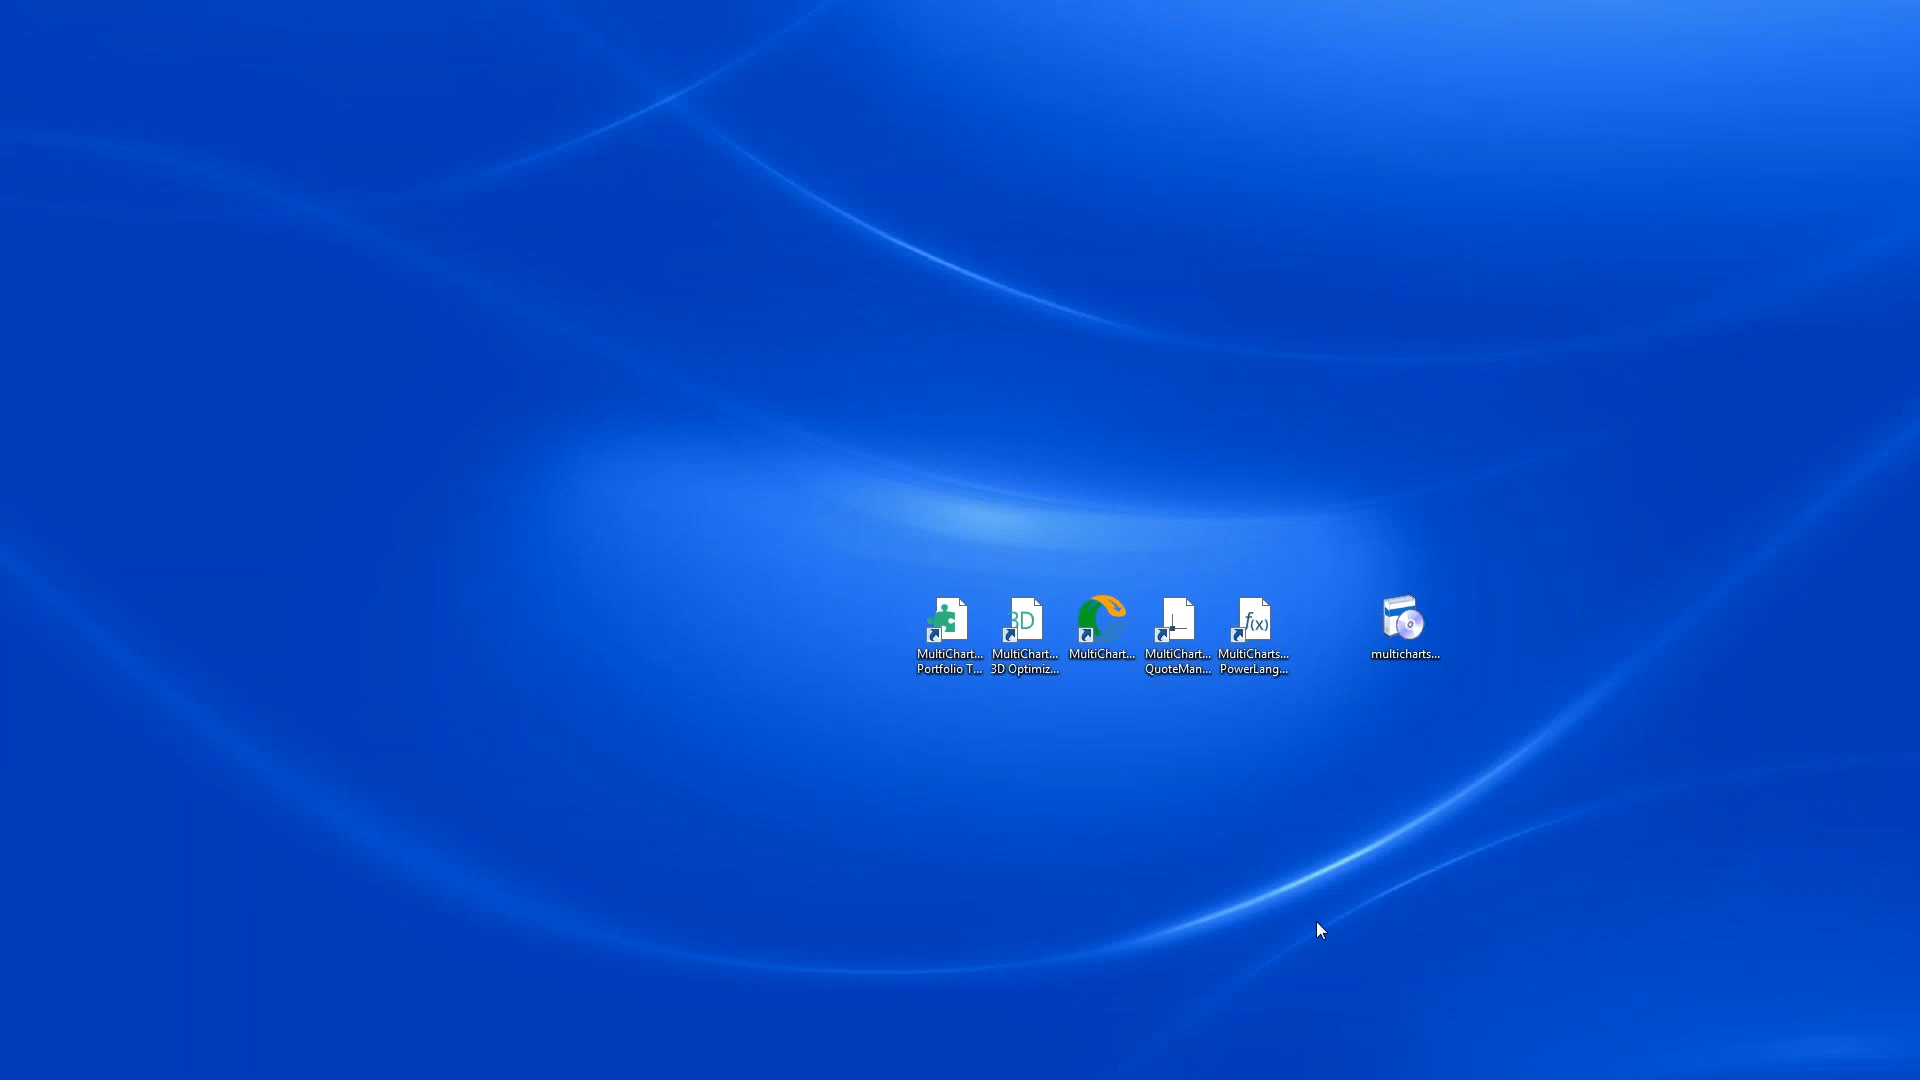 MultiChart...
Portfolio T...
MultiChart...
3D Optimiz...
MultiChart...
MultiChart...
QuoteMan...
MultiCharts...
PowerLang...
multicharts...
3D
f(x)